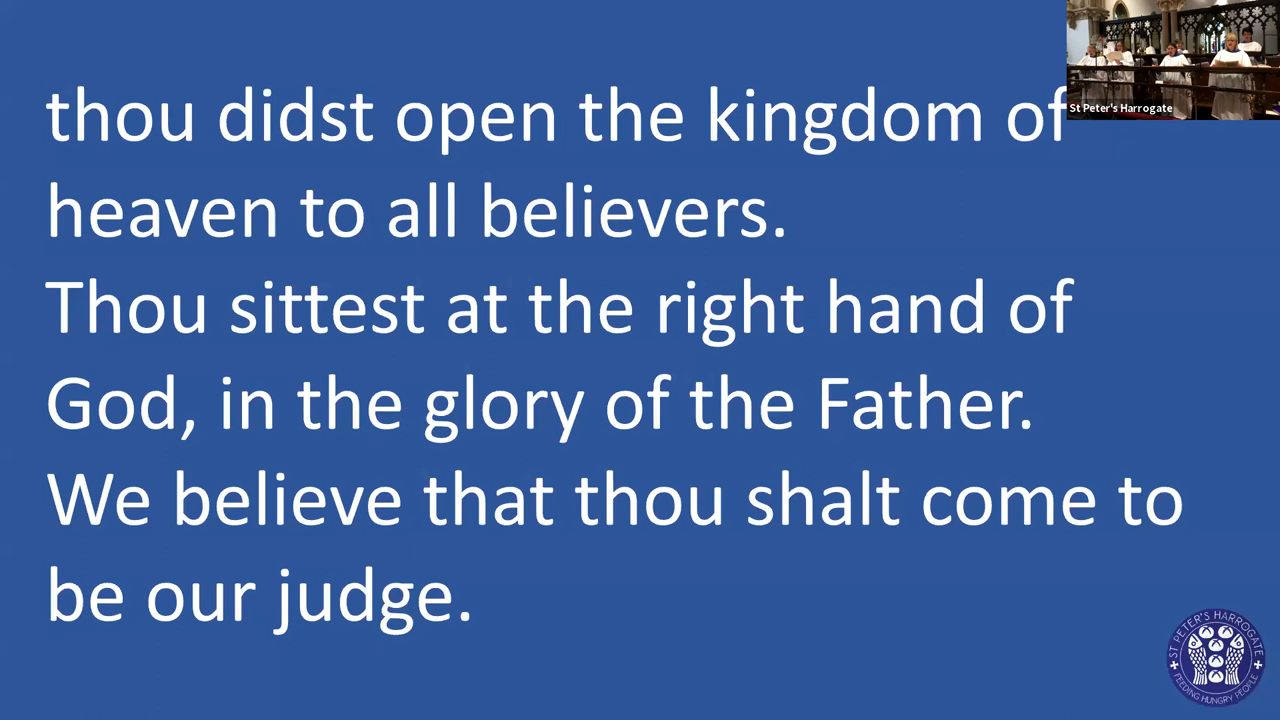 thou didst open the kingdom of
St Peter's Harrogate
heaven to all believers.
Thou sittest at the right hand of
God, in the glory of the Father.
We believe that thou shalt come to
be our judge.
ST PETER'S HARROGATE
FEEDING HUNGRY PEOPLE